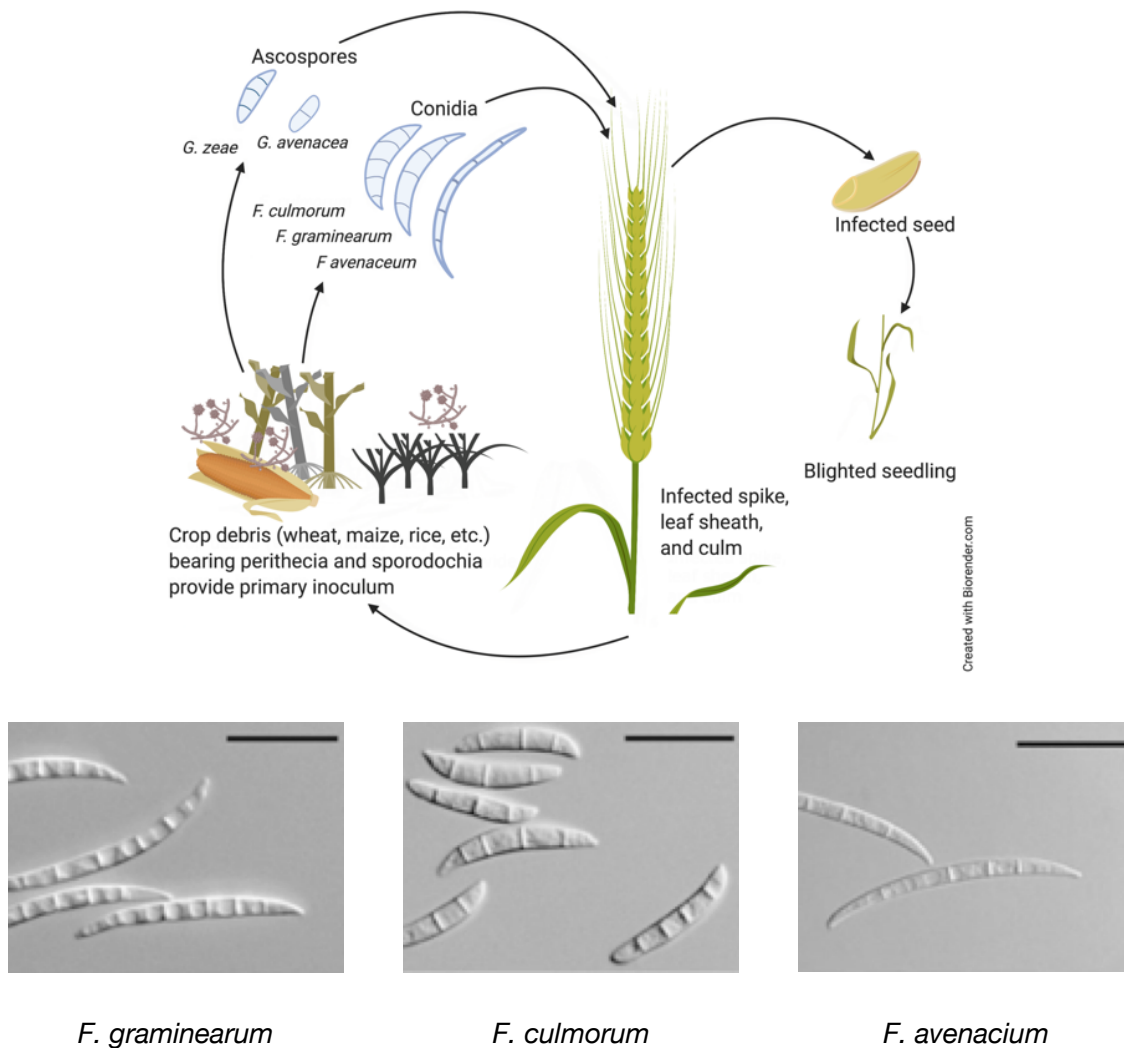 Ascospores
Conidia
G. zeae
G. avenacea
F. culmorum
F. graminearum
F avenaceum
Infected seed
Blighted seedling
Infected spike,
leaf sheath,
and culm
Crop debris (wheat, maize, rice, etc.)
bearing perithecia and sporodochia
provide primary inoculum
Created with Biorender.com
F. graminearum
F. culmorum
F. avenacium